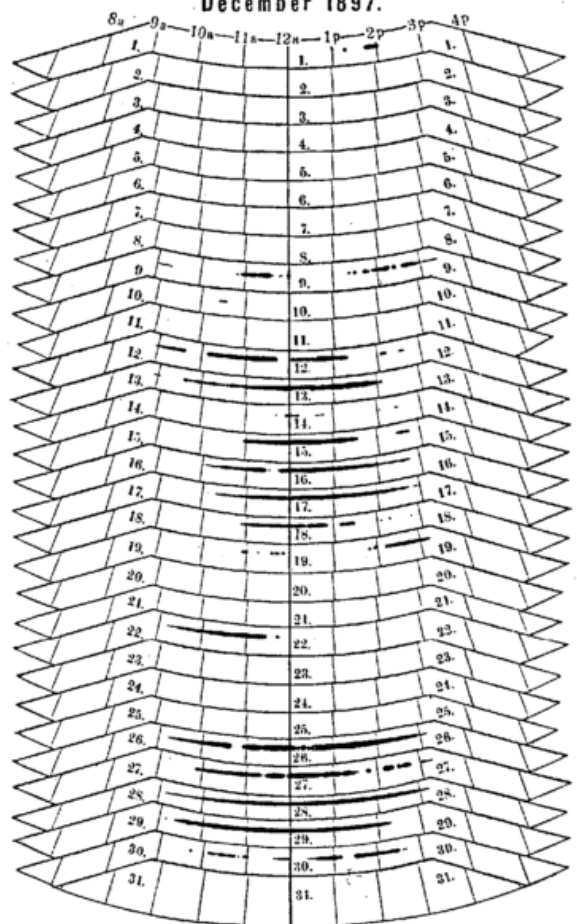 December 1897.
8a 9a 10a 11a 12a 1p 2p 3p 4p
1. 1. 1.
2. 2. 2.
3. 3. 3.
4. 4. 4.
5. 5. 5.
6. 6. 6.
7. 7. 7.
8. 8. 8.
9. 9. 9.
10. 10. 10.
11. 11. 11.
12. 12. 12.
13. 13. 13.
14. 14. 14.
15. 15. 15.
16. 16. 16.
17. 17. 17.
18. 18. 18.
19. 19. 19.
20. 20. 20.
21. 21. 21.
22. 22. 22.
23. 23. 23.
24. 24. 24.
25. 25. 25.
26. 26. 26.
27. 27. 27.
28. 28. 28.
29. 29. 29.
30. 30. 30.
31. 31. 31.